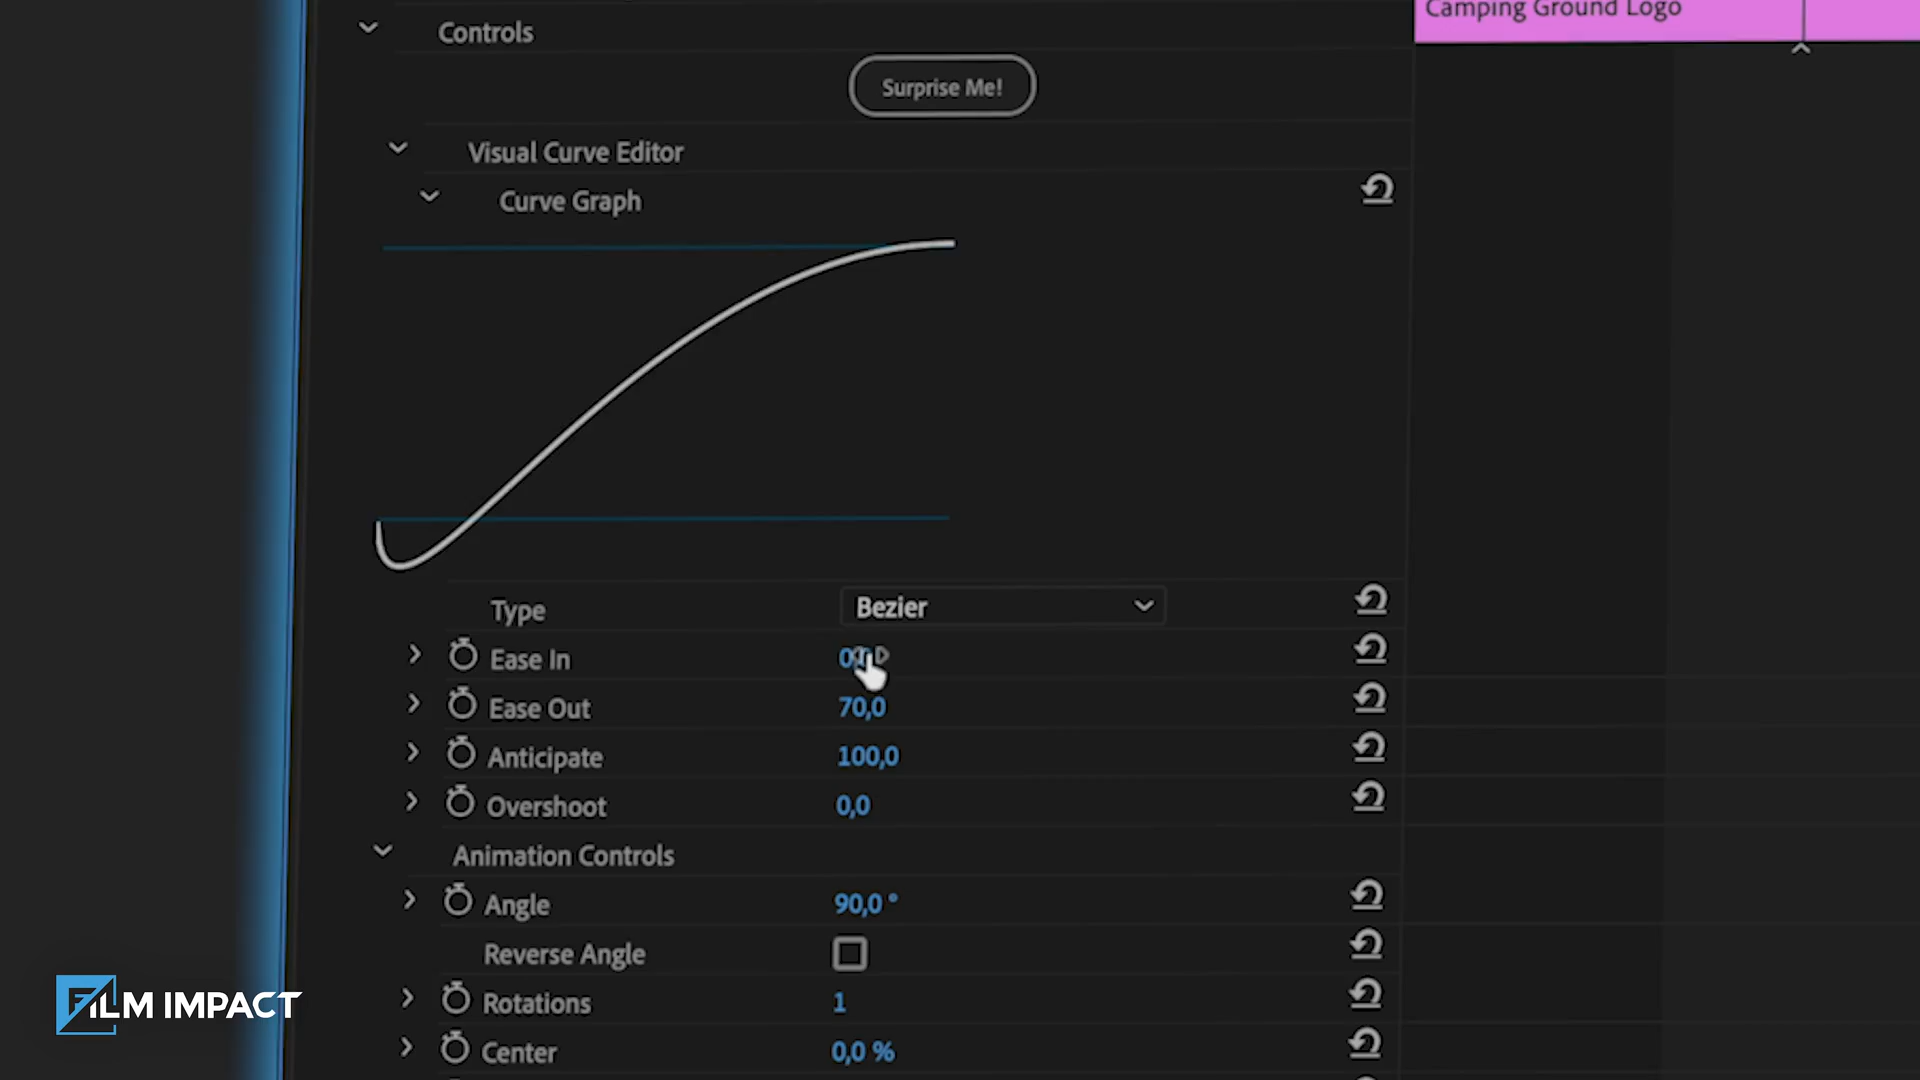 Camping Ground Logo
Controls
Surprise Me!
Visual Curve Editor
Curve Graph
Type Bezier
Ease In
Ease Out 70,0
Anticipate 100,0
Overshoot 0,0
Animation Controls
Angle 90,0 °
Reverse Angle
Rotations 1
Center 0,0 %
FILM IMPACT